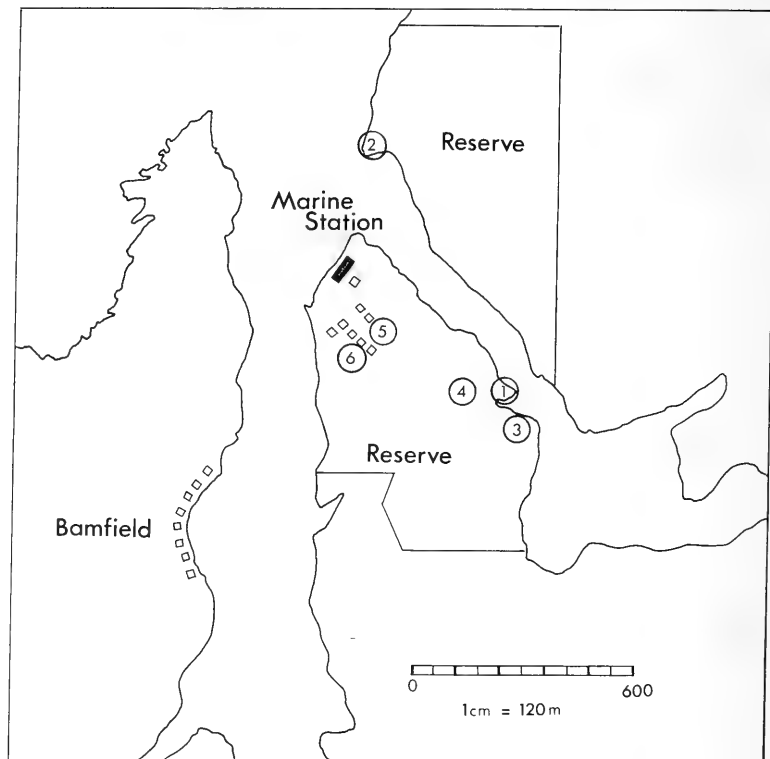 2
Reserve
Marine
Station
5
6
4
1
3
Reserve
Bamfield
0
600
1cm = 120m